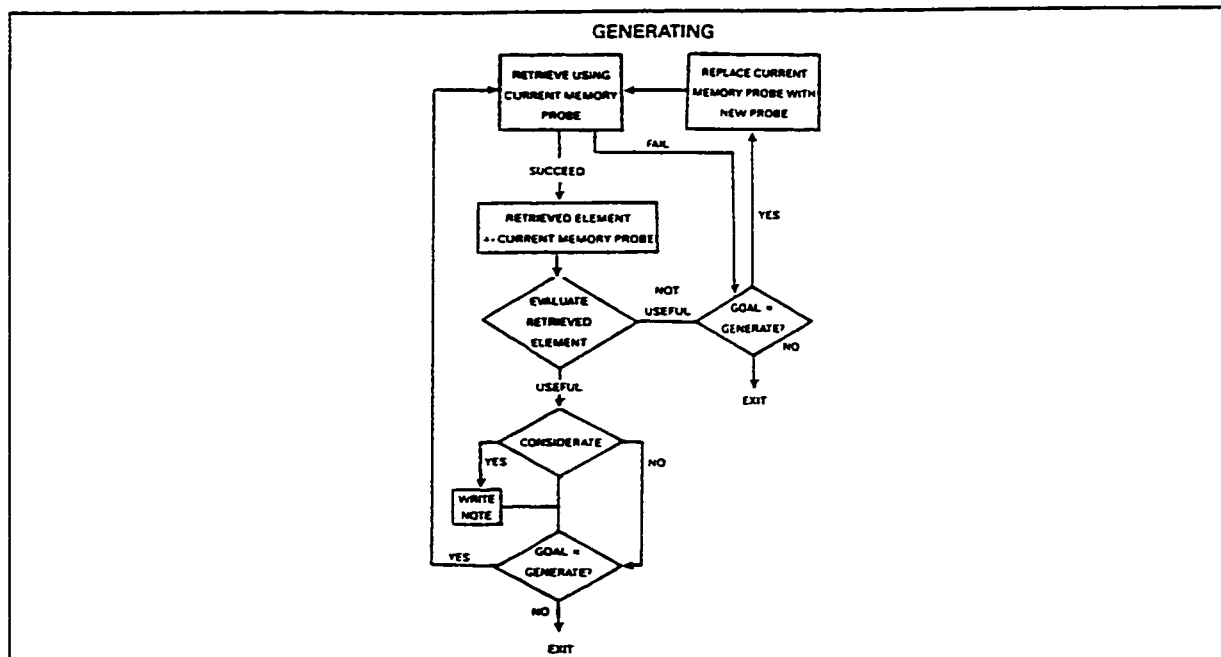 GENERATING
RETRIEVE USING
CURRENT MEMORY
PROBE
REPLACE CURRENT
MEMORY PROBE WITH
NEW PROBE
FAIL
SUCCEED
YES
RETRIEVED ELEMENT
CURRENT MEMORY PROBE
EVALUATE
RETRIEVED
ELEMENT
NOT
USEFUL
GOAL =
GENERATE?
NO
EXIT
USEFUL
CONSIDERATE
YES
NO
WRITE
NOTE
YES
GOAL =
GENERATE?
NO
EXIT